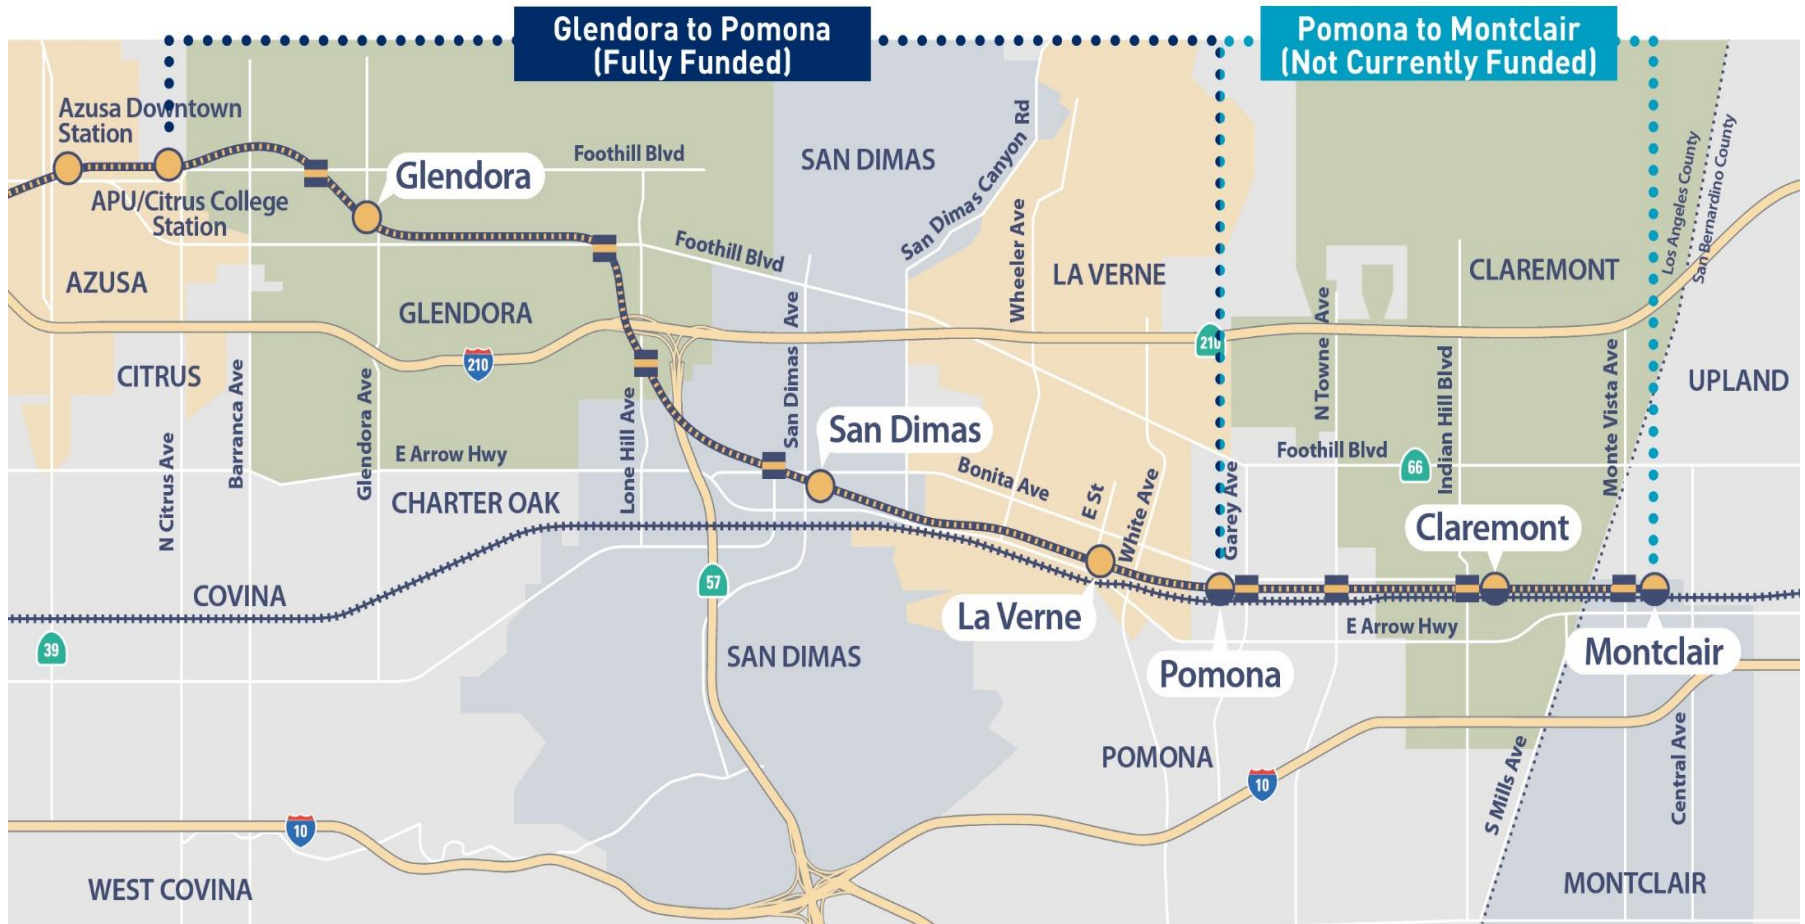 Glendora to Pomona
(Fully Funded)
Pomona to Montclair
(Not Currently Funded)
Azusa Downtown
Station
APU/Citrus College
Station
Glendora
Foothill Blvd
SAN DIMAS
San Dimas Canyon Rd
Wheeler Ave
LA VERNE
CLAREMONT
Los Angeles County
San Bernardino County
Foothill Blvd
AZUSA
GLENDORA
210
210
CITRUS
Barranca Ave
Glendora Ave
Lone Hill Ave
San Dimas Ave
N Towne Ave
Indian Hill Blvd
Monte Vista Ave
UPLAND
San Dimas
N Citrus Ave
E Arrow Hwy
CHARTER OAK
Bonita Ave
E St
White Ave
Garey Ave
Foothill Blvd
66
Claremont
COVINA
57
La Verne
E Arrow Hwy
39
SAN DIMAS
Pomona
Montclair
POMONA
10
S Mills Ave
Central Ave
10
WEST COVINA
MONTCLAIR